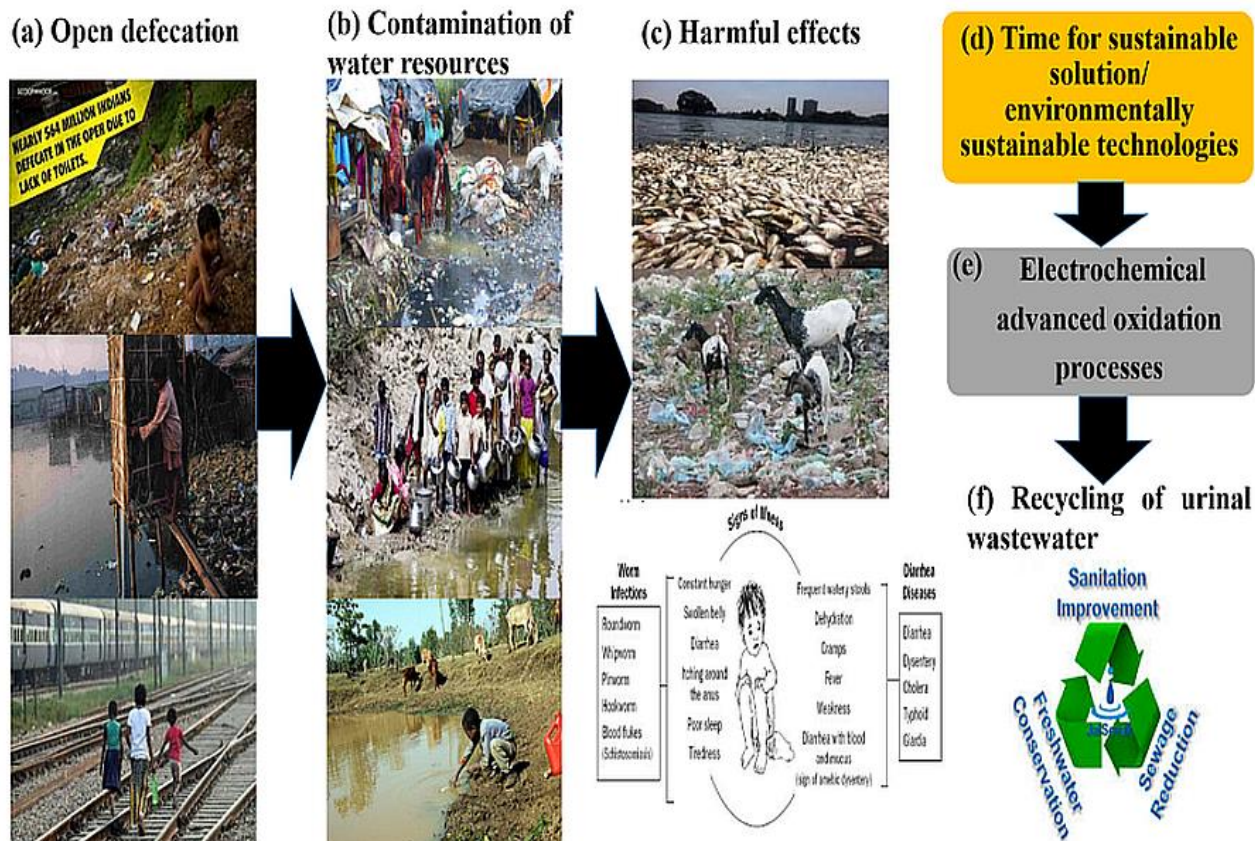 (a) Open defecation
SCOOPWHOOP
NEARLY 564 MILLION INDIANS
DEFECATE IN THE OPEN DUE TO
LACK OF TOILETS.
(b) Contamination of
water resources
(c) Harmful effects
Signs of illness
Worm
Infections
Roundworm
Whipworm
Pinworm
Hookworm
Blood flukes
(Schistosomiasis)
Constant hunger
Swollen belly
Diarrhea
Itching around
the anus
Poor sleep
Tiredness
Frequent watery stools
Dehydration
Cramps
Fever
Weakness
Diarrhea with blood
and mucus
(sign of amebic dysentery)
Diarrhea
Diseases
Diarrhea
Dysentery
Cholera
Typhoid
Giardia
(d) Time for sustainable
solution/
environmentally
sustainable technologies
(e) Electrochemical
advanced oxidation
processes
(f) Recycling of urinal
wastewater
Sanitation
Improvement
Freshwater
Conservation
Sewage
Reduction